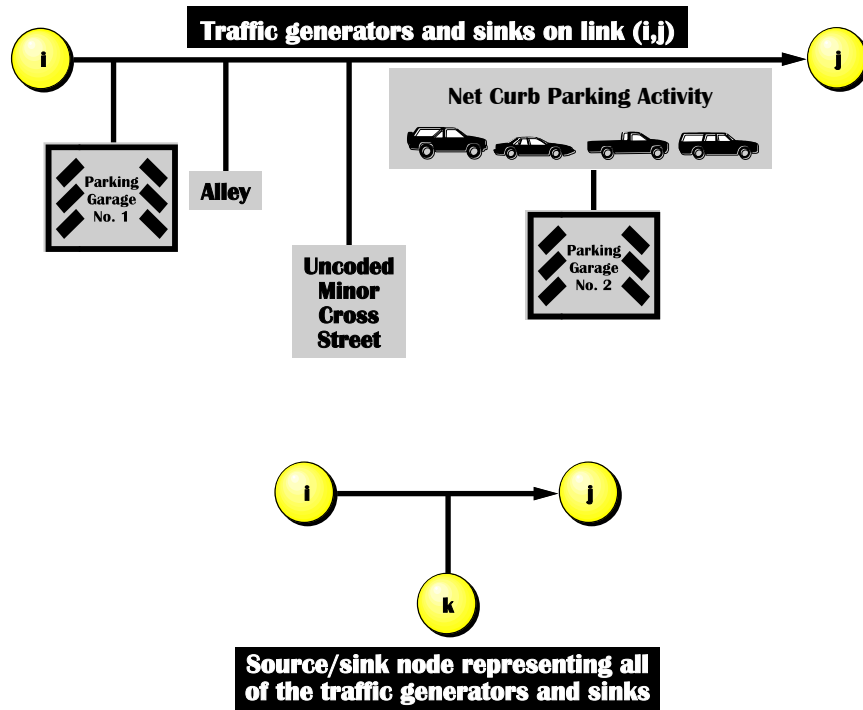 Traffic generators and sinks on link (i,j)
i
j
Net Curb Parking Activity
Parking
Garage
No. 1
Alley
Uncoded
Minor
Cross
Street
Parking
Garage
No. 2
i
j
k
Source/sink node representing all
of the traffic generators and sinks